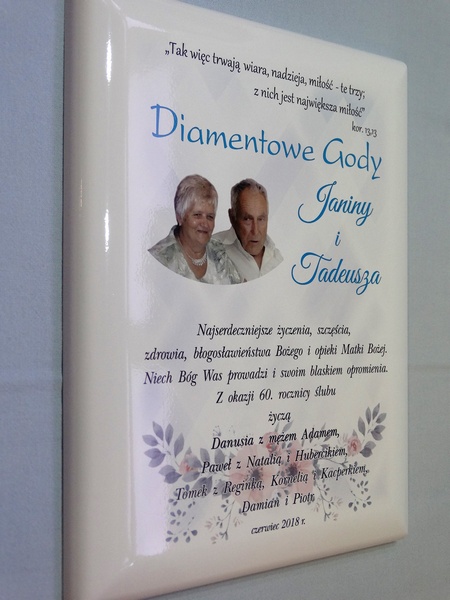 „Tak więc trwają wiara, nadzieja, miłość - te trzy;
z nich jest największa miłość"
kor. 13,13
Diamentowe Gody
Janiny
i
Tadeusza
Najserdeczniejsze życzenia, szczęścia,
zdrowia, błogosławieństwa Bożego i opieki Matki Bożej.
Niech Bóg Was prowadzi i swoim blaskiem opromienia.
Z okazji 60. rocznicy ślubu
życzą
Danusia z mężem Adamem,
Paweł z Natalią i Hubercikiem,
Tomek z Reginką, Kornelią i Kacperkiem,
Damian i Piotr.
czerwiec 2018 r.